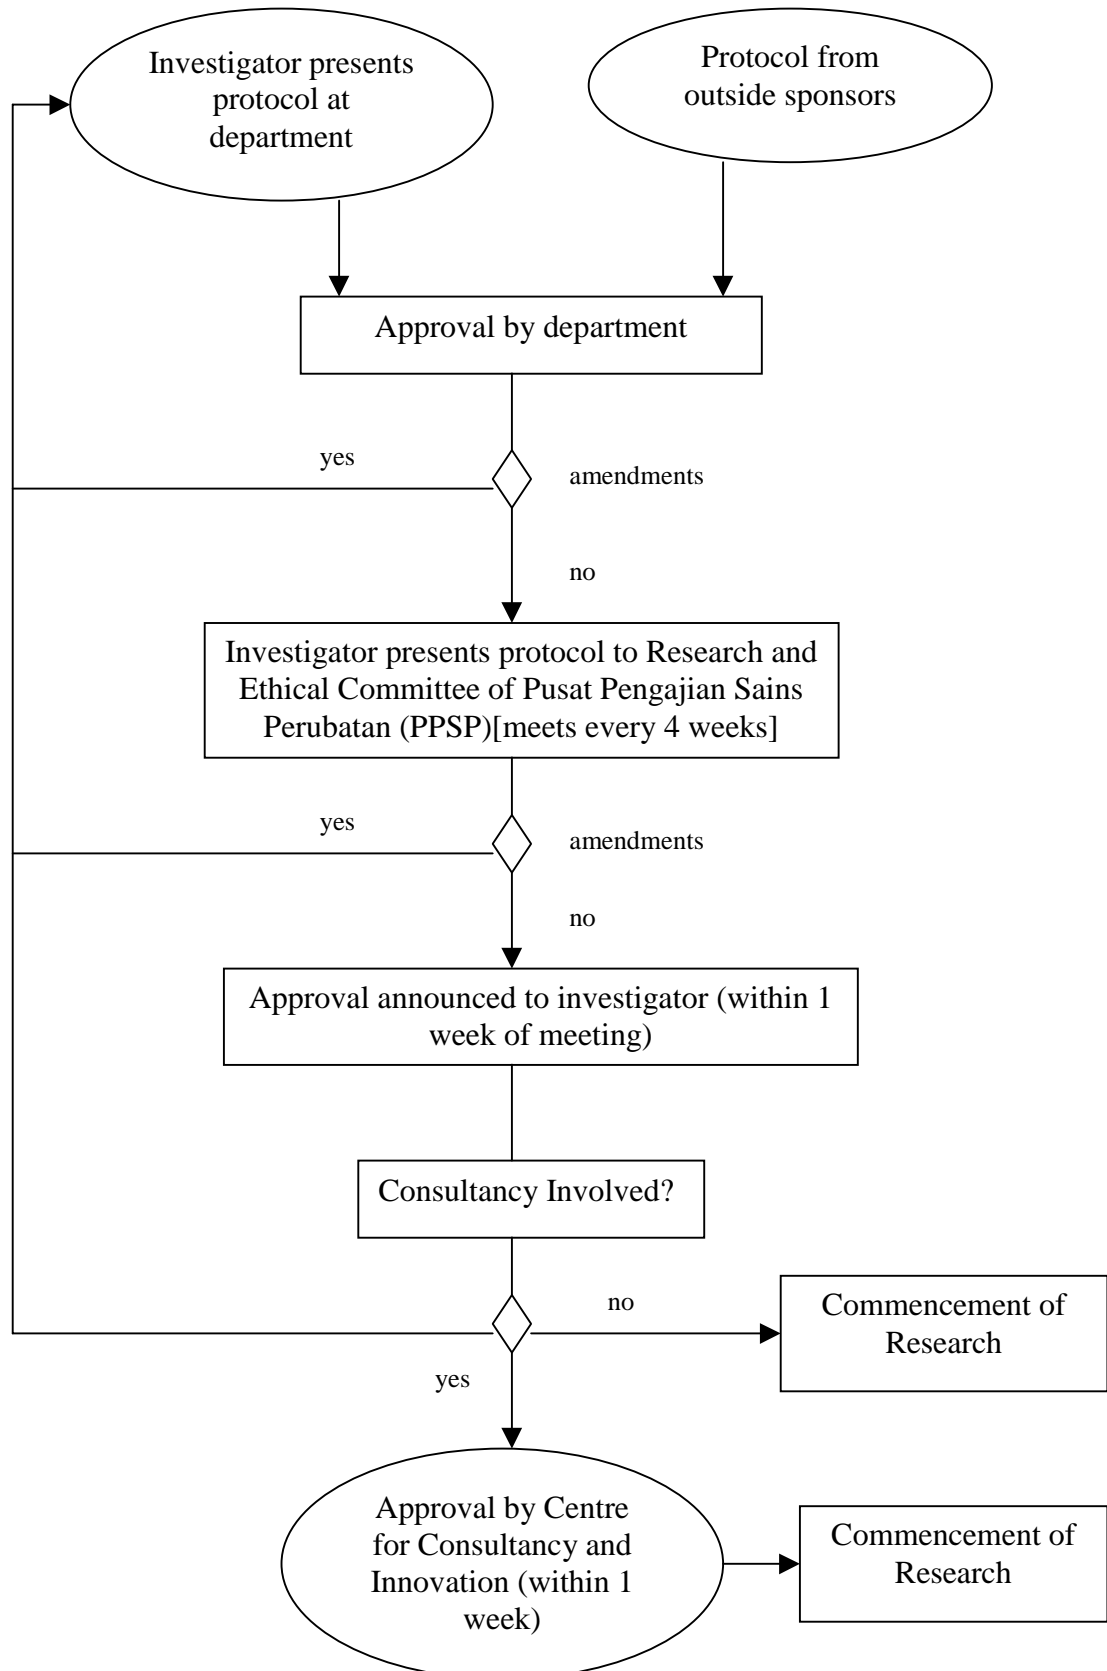 Investigator presents
protocol at
department
Protocol from
outside sponsors
Approval by department
yes
amendments
no
Investigator presents protocol to Research and
Ethical Committee of Pusat Pengajian Sains
Perubatan (PPSP)[meets every 4 weeks]
yes
amendments
no
Approval announced to investigator (within 1
week of meeting)
Consultancy Involved?
no
Commencement of
Research
yes
Approval by Centre
for Consultancy and
Innovation (within 1
week)
Commencement of
Research